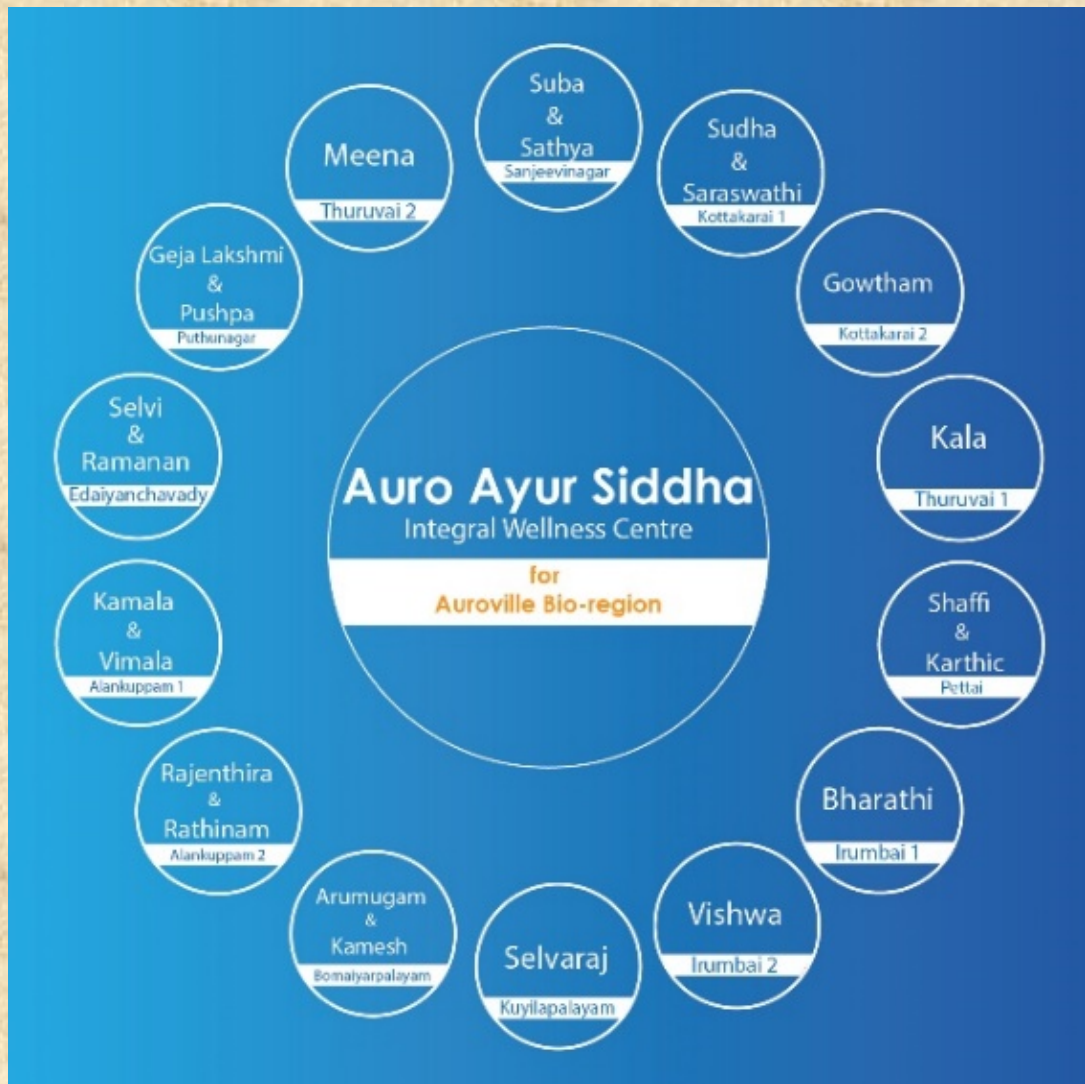 Suba
&
Sathya
Sanjeevinagar
Sudha
&
Saraswathi
Kottakarai 1
Gowtham
Kottakarai 2
Kala
Thuruvai 1
Shaffi
&
Karthic
Pettai
Bharathi
Irumbai 1
Vishwa
Irumbai 2
Selvaraj
Kuyilapalayam
Arumugam
&
Kamesh
Bomaiyarpalayam
Rajenthira
&
Rathinam
Alankuppam 2
Kamala
&
Vimala
Alankuppam 1
Selvi
&
Ramanan
Edaiyanchavady
Geja Lakshmi
&
Pushpa
Puthunagar
Meena
Thuruvai 2
Auro Ayur Siddha
Integral Wellness Centre
for
Auroville Bio-region